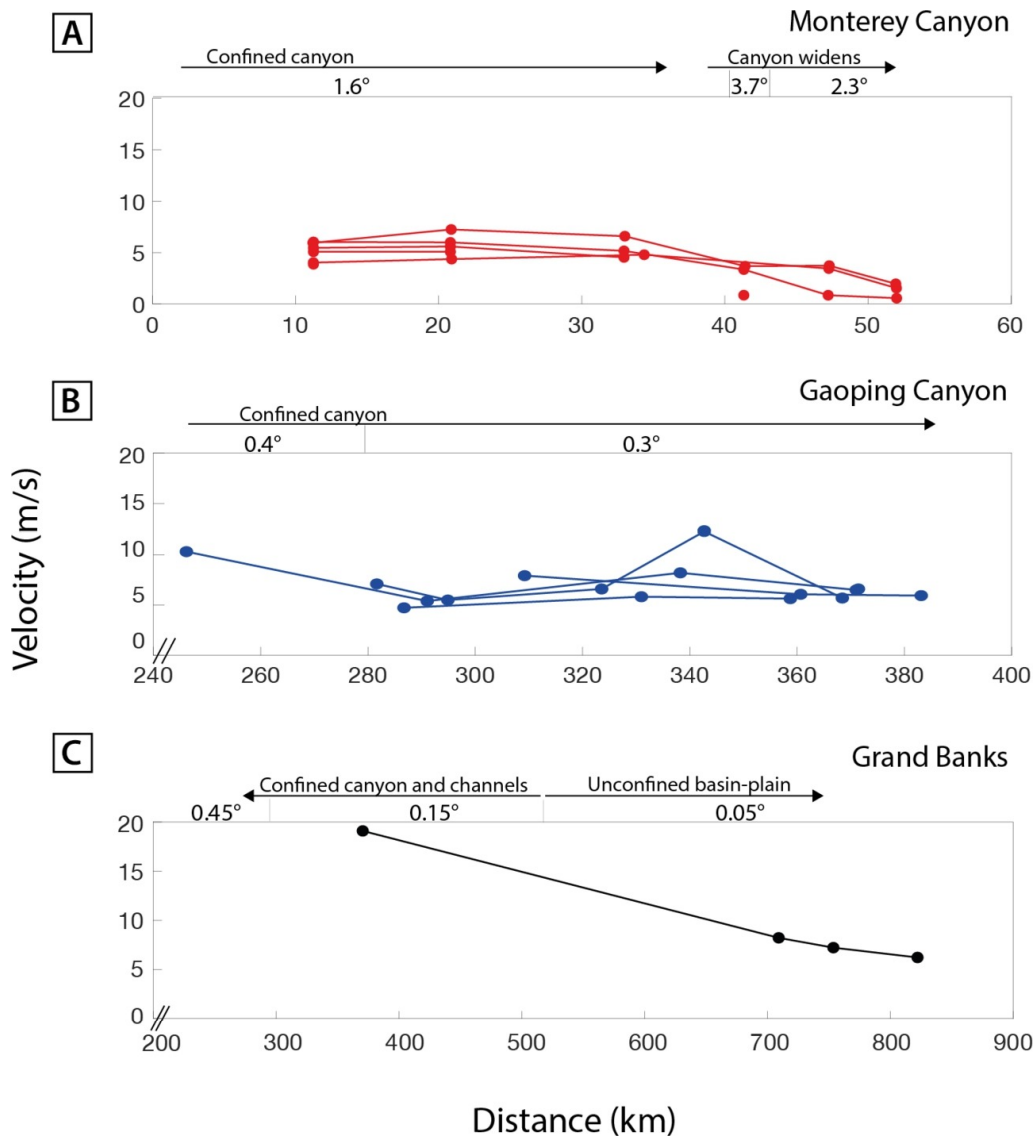 A
Monterey Canyon
Confined canyon
Canyon widens
1.6°
3.7°
2.3°
20
15
10
5
0
0 10 20 30 40 50 60
B
Gaoping Canyon
Confined canyon
0.4°
0.3°
20
15
10
5
0
240 260 280 300 320 340 360 380 400
Velocity (m/s)
C
Grand Banks
Confined canyon and channels
Unconfined basin-plain
0.45°
0.15°
0.05°
20
15
10
5
0
200 300 400 500 600 700 800 900
Distance (km)